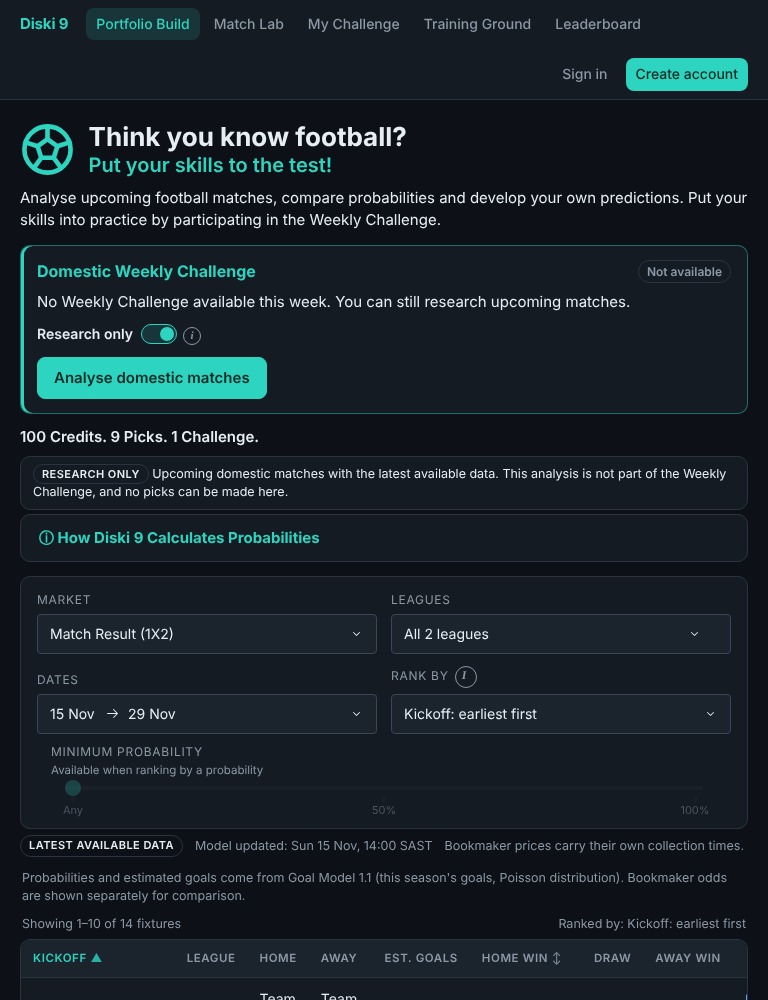 Diski 9 Portfolio Build Match Lab My Challenge Training Ground Leaderboard
Sign in Create account
Think you know football?
Put your skills to the test!
Analyse upcoming football matches, compare probabilities and develop your own predictions. Put your
skills into practice by participating in the Weekly Challenge.
Domestic Weekly Challenge Not available
No Weekly Challenge available this week. You can still research upcoming matches.
Research only i
Analyse domestic matches
100 Credits. 9 Picks. 1 Challenge.
RESEARCH ONLY Upcoming domestic matches with the latest available data. This analysis is not part of the Weekly
Challenge, and no picks can be made here.
ⓘ How Diski 9 Calculates Probabilities
MARKET LEAGUES
Match Result (1X2) All 2 leagues
DATES RANK BY i
15 Nov → 29 Nov Kickoff: earliest first
MINIMUM PROBABILITY
Available when ranking by a probability
Any 50% 100%
LATEST AVAILABLE DATA Model updated: Sun 15 Nov, 14:00 SAST Bookmaker prices carry their own collection times.
Probabilities and estimated goals come from Goal Model 1.1 (this season's goals, Poisson distribution). Bookmaker odds
are shown separately for comparison.
Showing 1–10 of 14 fixtures Ranked by: Kickoff: earliest first
KICKOFF ▲ LEAGUE HOME AWAY EST. GOALS HOME WIN ↕ DRAW AWAY WIN
Team Team